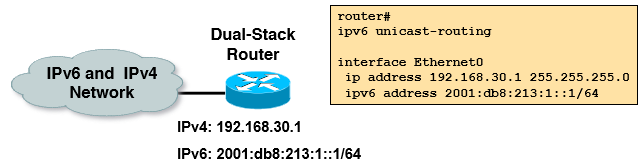 Dual-Stack
Router
IPv6 and IPv4
Network
IPv4: 192.168.30.1
IPv6: 2001:db8:213:1::1/64
router#
ipv6 unicast-routing
interface Ethernet0
ip address 192.168.30.1 255.255.255.0
ipv6 address 2001:db8:213:1::1/64